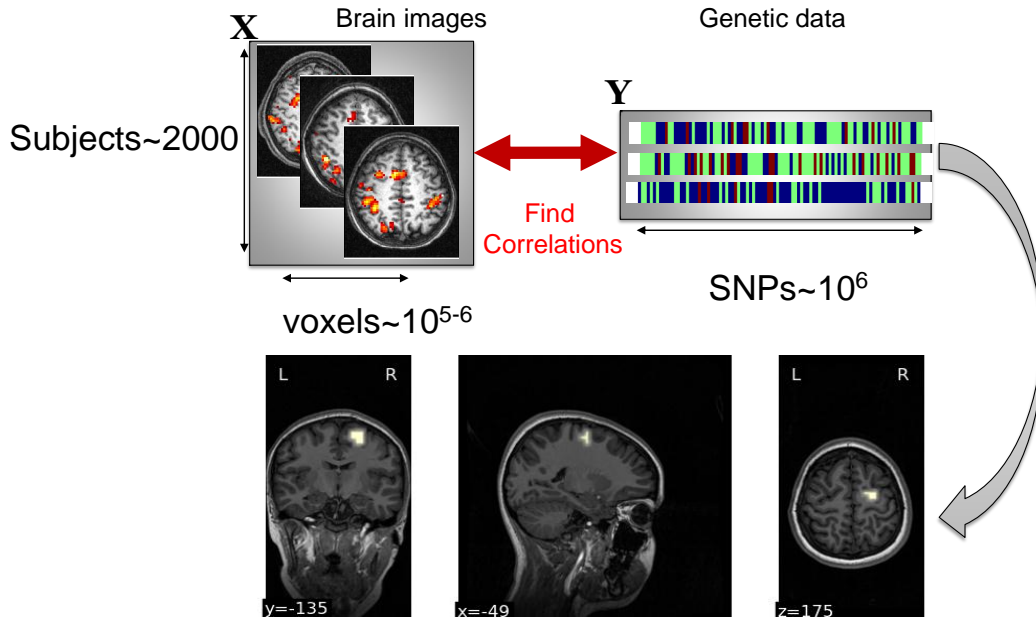 Brain images
Genetic data
X
Y
Subjects~2000
Find
Correlations
SNPs~10⁶
voxels~10⁵⁻⁶
L R
L R
y=-135
x=-49
z=175